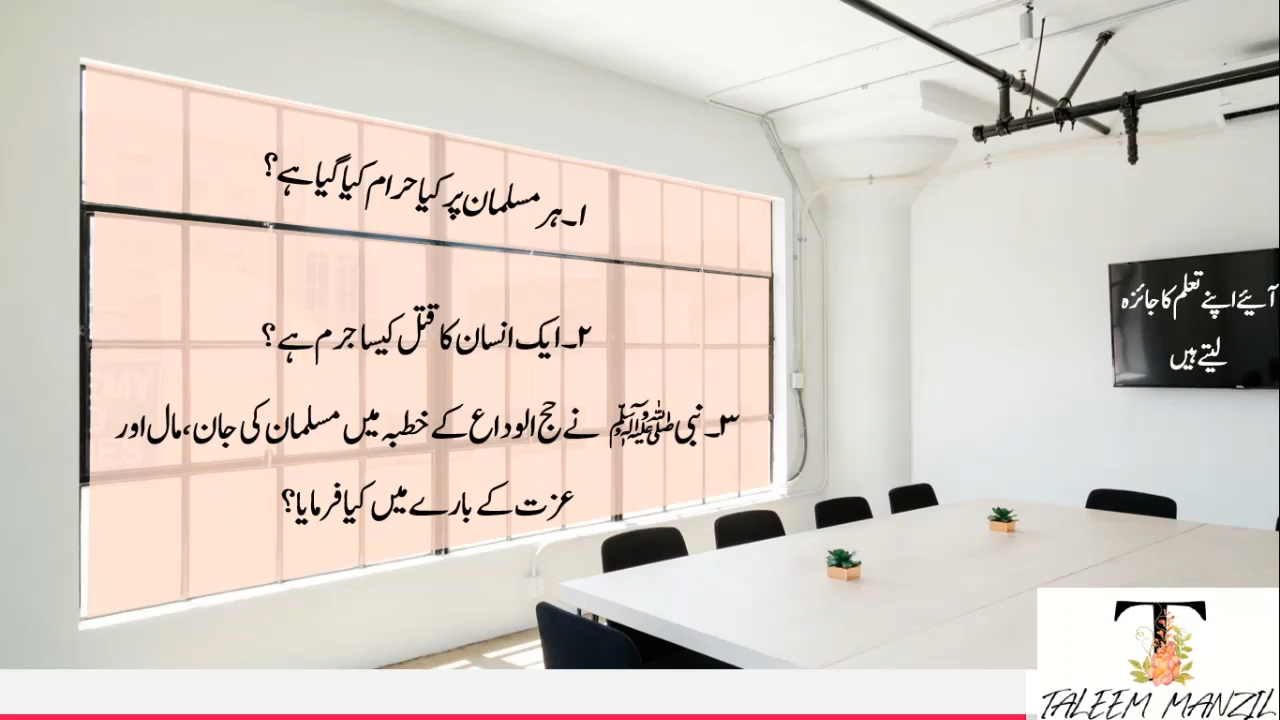 ۱۔ہر مسلمان پر کیا حرام کیا گیا ہے؟
۲۔ایک انسان کا قتل کیسا جرم ہے؟
۳۔نبی ﷺ نے حج الوداع کے خطبہ میں مسلمان کی جان،مال اور
عزت کے بارے میں کیا فرمایا؟
آیئے اپنے تعلم کا جائزہ
لیتے ہیں
T
TALEEM MANZIL